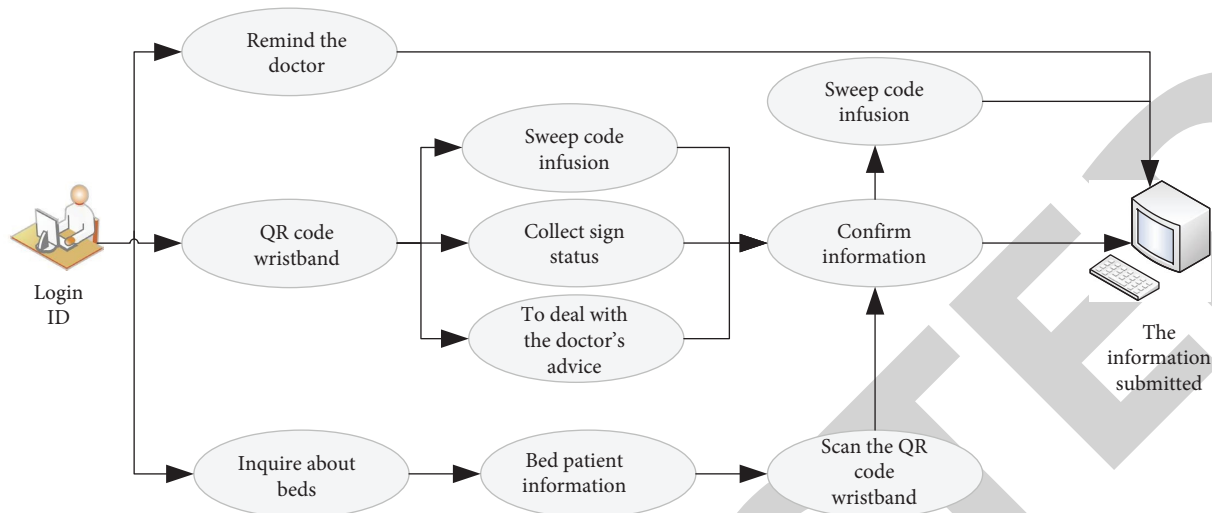 Remind the
doctor
Sweep code
infusion
Sweep code
infusion
Login
ID
QR code
wristband
Collect sign
status
Confirm
information
To deal with
the doctor's
advice
The
information
submitted
Inquire about
beds
Bed patient
information
Scan the QR
code
wristband